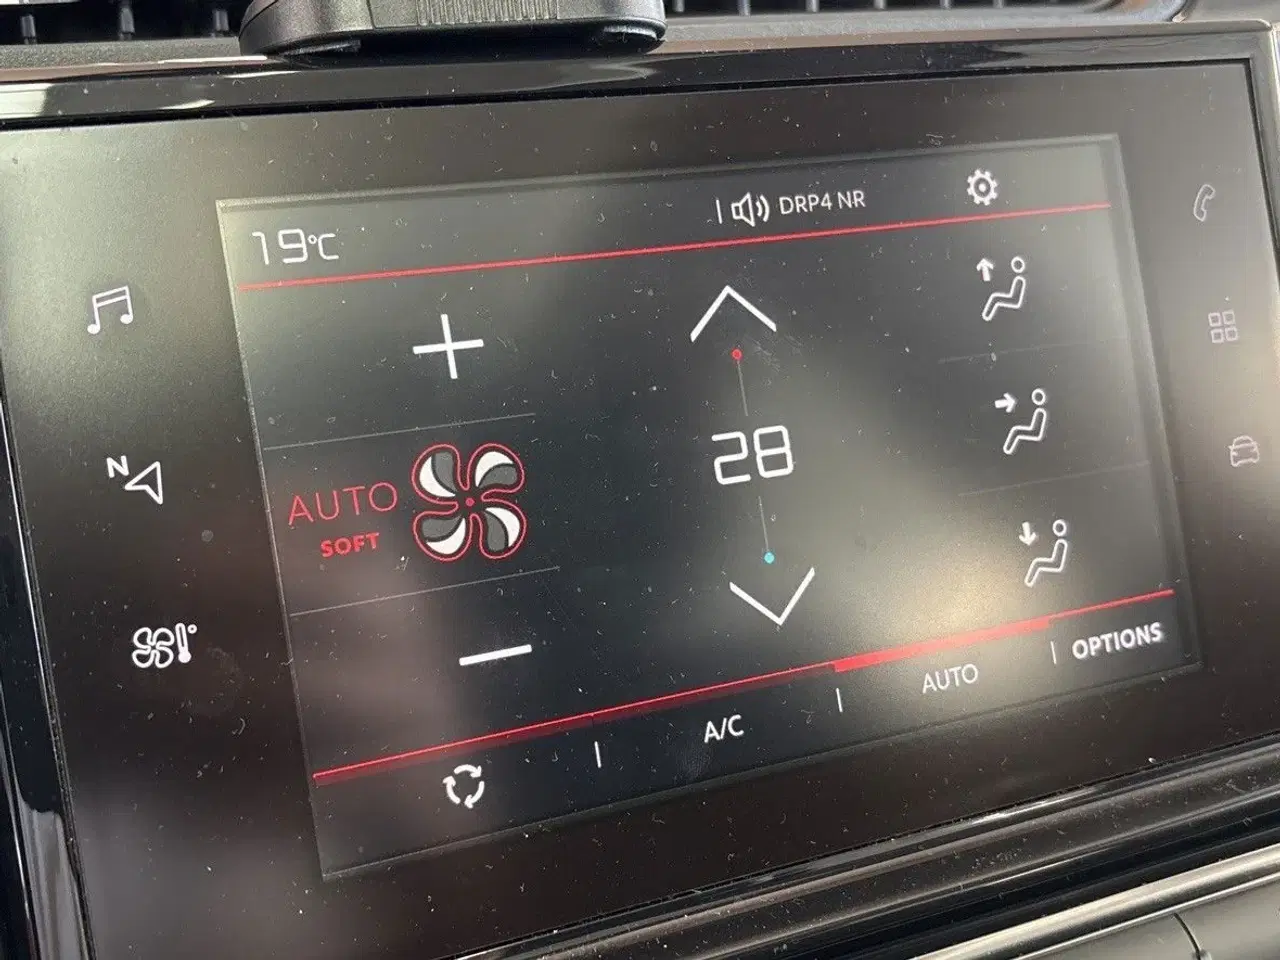 19°C
DRP4 NR
N
28
AUTO
SOFT
A/C
AUTO
OPTIONS